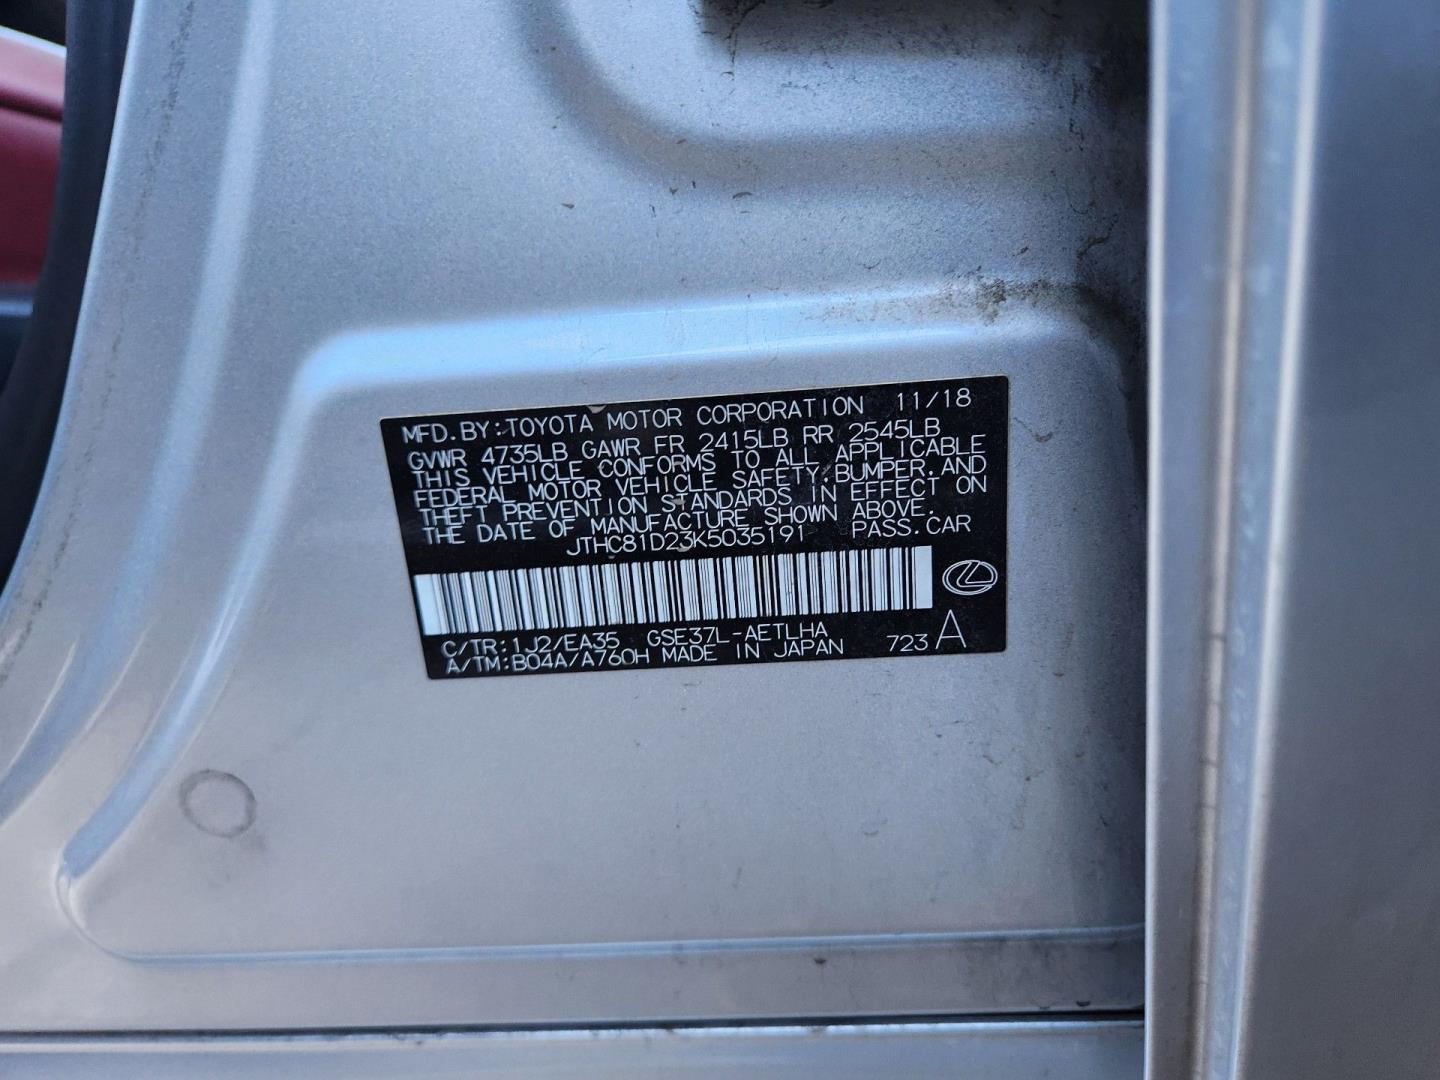 MFD.BY:TOYOTA MOTOR CORPORATION 11/18
GVWR 4735LB GAWR FR 2415LB RR 2545LB
THIS VEHICLE CONFORMS TO ALL APPLICABLE
FEDERAL MOTOR VEHICLE SAFETY,BUMPER,AND
THEFT PREVENTION STANDARDS IN EFFECT ON
THE DATE OF MANUFACTURE SHOWN ABOVE.
JTHC81D23K5035191 PASS.CAR
C/TR:1J2/EA35 GSE37L-AETLHA
A/TM:B04A/A760H MADE IN JAPAN 723 A